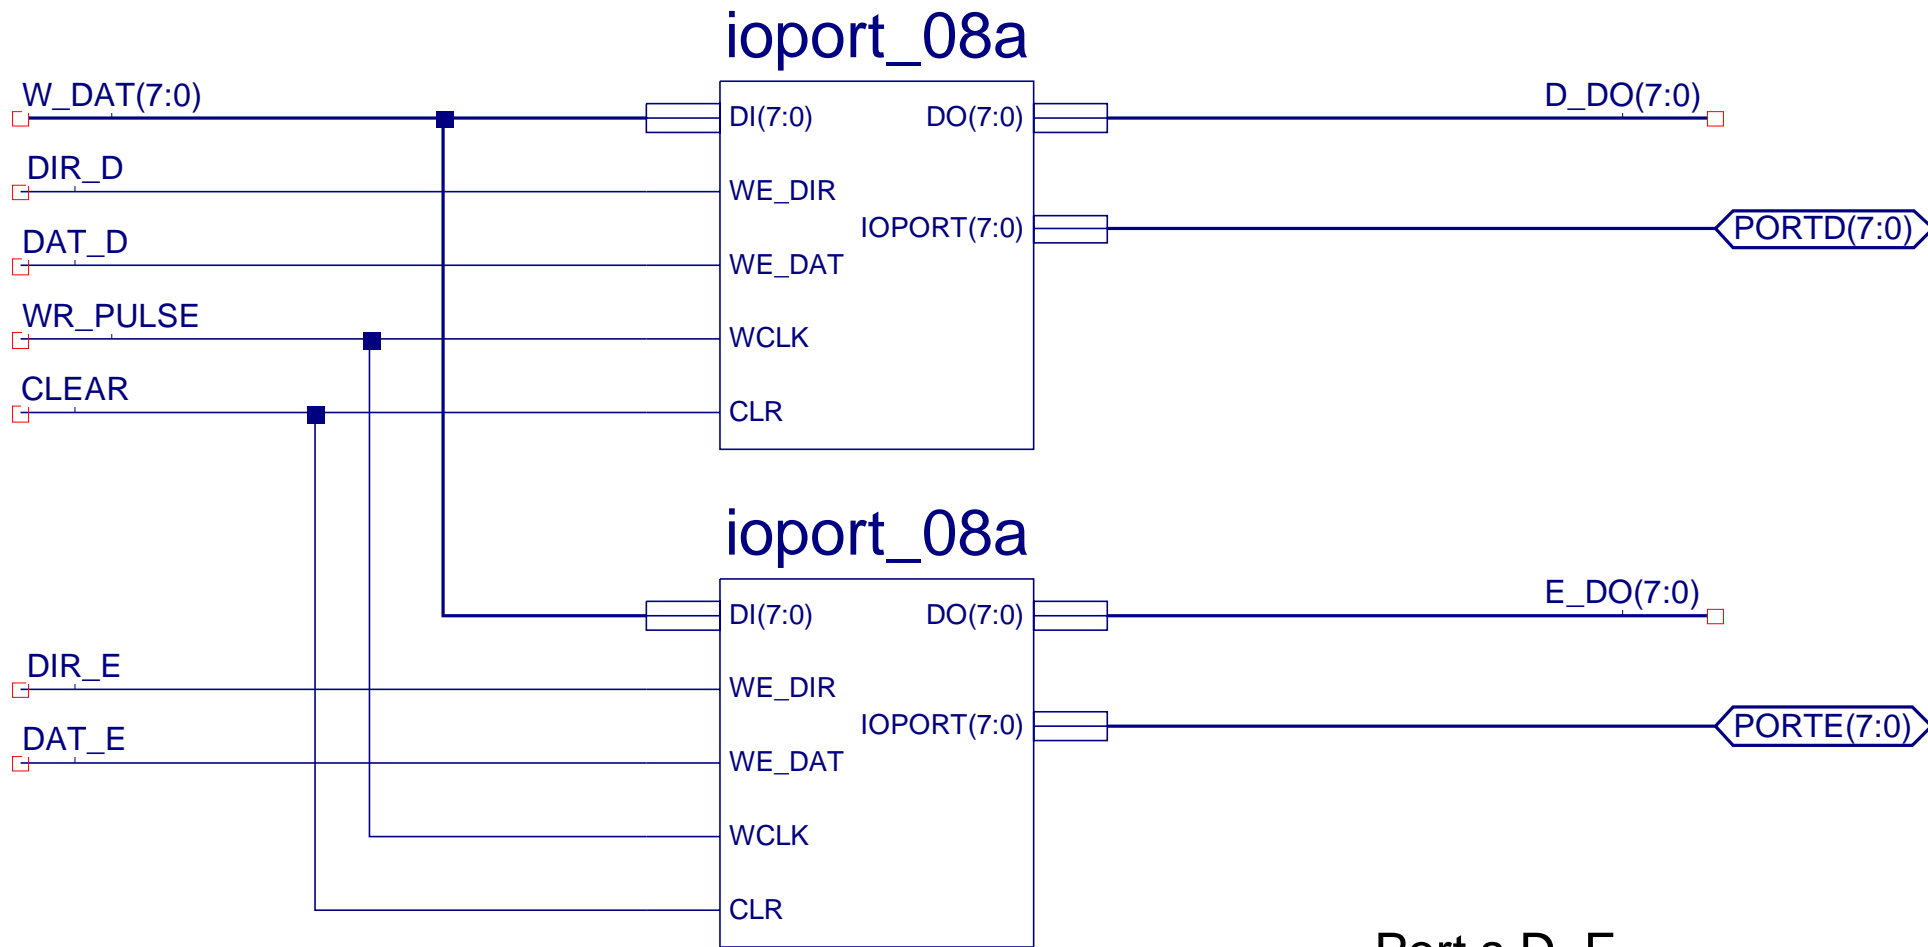 ioport_08a
W_DAT(7:0)
DI(7:0)
DO(7:0)
D_DO(7:0)
DIR_D
WE_DIR
IOPORT(7:0)
PORTD(7:0)
DAT_D
WE_DAT
WR_PULSE
WCLK
CLEAR
CLR
ioport_08a
DI(7:0)
DO(7:0)
E_DO(7:0)
DIR_E
WE_DIR
IOPORT(7:0)
PORTE(7:0)
DAT_E
WE_DAT
WCLK
CLR